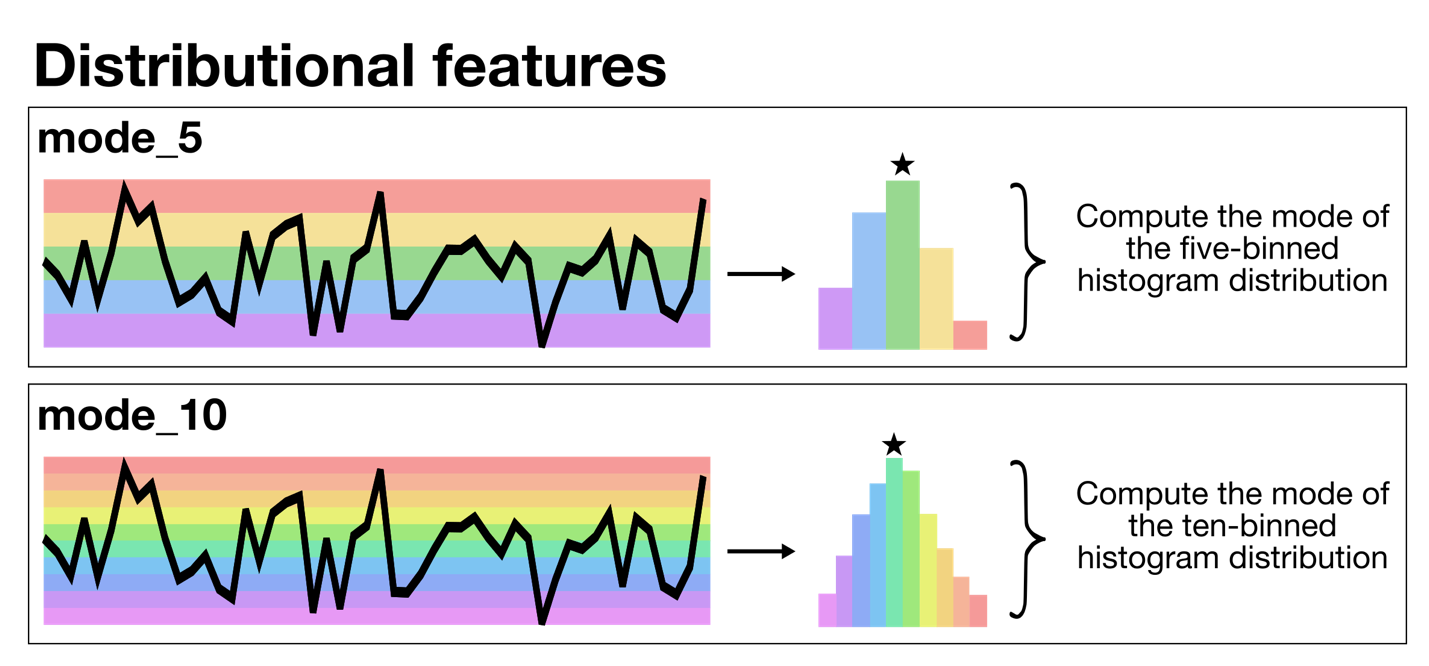 Distributional features
mode_5
Compute the mode of
the five-binned
histogram distribution
mode_10
Compute the mode of
the ten-binned
histogram distribution